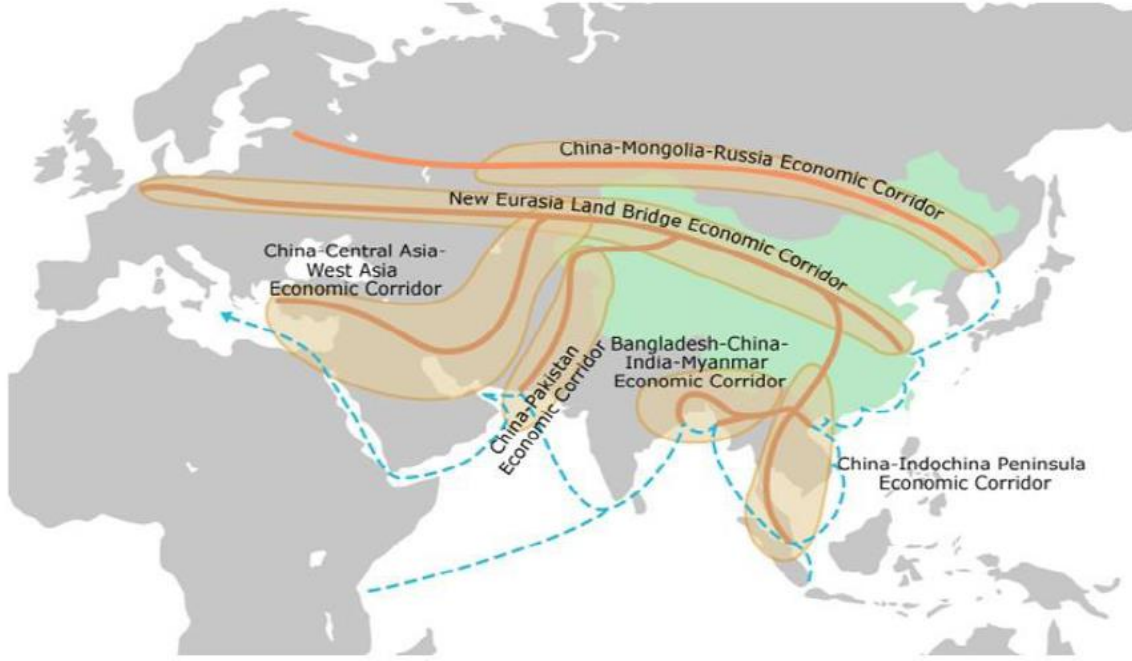 China-Mongolia-Russia Economic Corridor
New Eurasia Land Bridge Economic Corridor
China-Central Asia-
West Asia
Economic Corridor
China-Pakistan
Economic Corridor
Bangladesh-China-
India-Myanmar
Economic Corridor
China-Indochina Peninsula
Economic Corridor